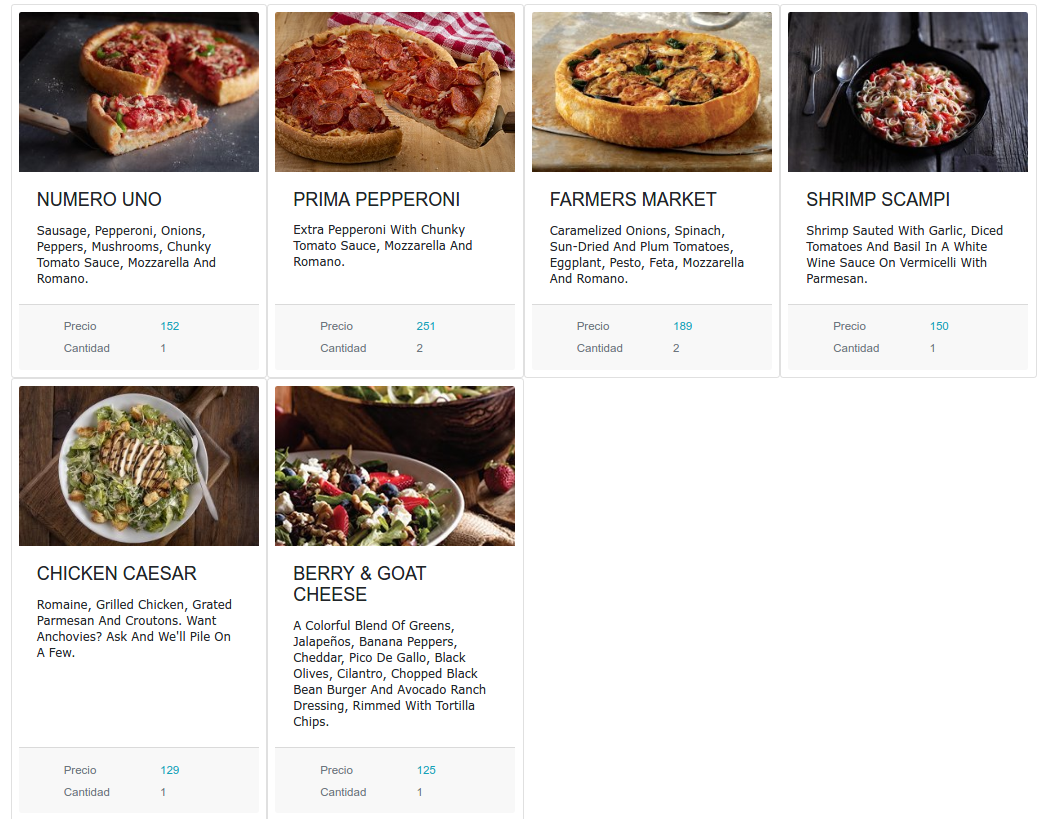 NUMERO UNO
Sausage, Pepperoni, Onions,
Peppers, Mushrooms, Chunky
Tomato Sauce, Mozzarella And
Romano.
Precio 152
Cantidad 1
PRIMA PEPPERONI
Extra Pepperoni With Chunky
Tomato Sauce, Mozzarella And
Romano.
Precio 251
Cantidad 2
FARMERS MARKET
Caramelized Onions, Spinach,
Sun-Dried And Plum Tomatoes,
Eggplant, Pesto, Feta, Mozzarella
And Romano.
Precio 189
Cantidad 2
SHRIMP SCAMPI
Shrimp Sauted With Garlic, Diced
Tomatoes And Basil In A White
Wine Sauce On Vermicelli With
Parmesan.
Precio 150
Cantidad 1
CHICKEN CAESAR
Romaine, Grilled Chicken, Grated
Parmesan And Croutons. Want
Anchovies? Ask And We'll Pile On
A Few.
Precio 129
Cantidad 1
BERRY & GOAT
CHEESE
A Colorful Blend Of Greens,
Jalapeños, Banana Peppers,
Cheddar, Pico De Gallo, Black
Olives, Cilantro, Chopped Black
Bean Burger And Avocado Ranch
Dressing, Rimmed With Tortilla
Chips.
Precio 125
Cantidad 1